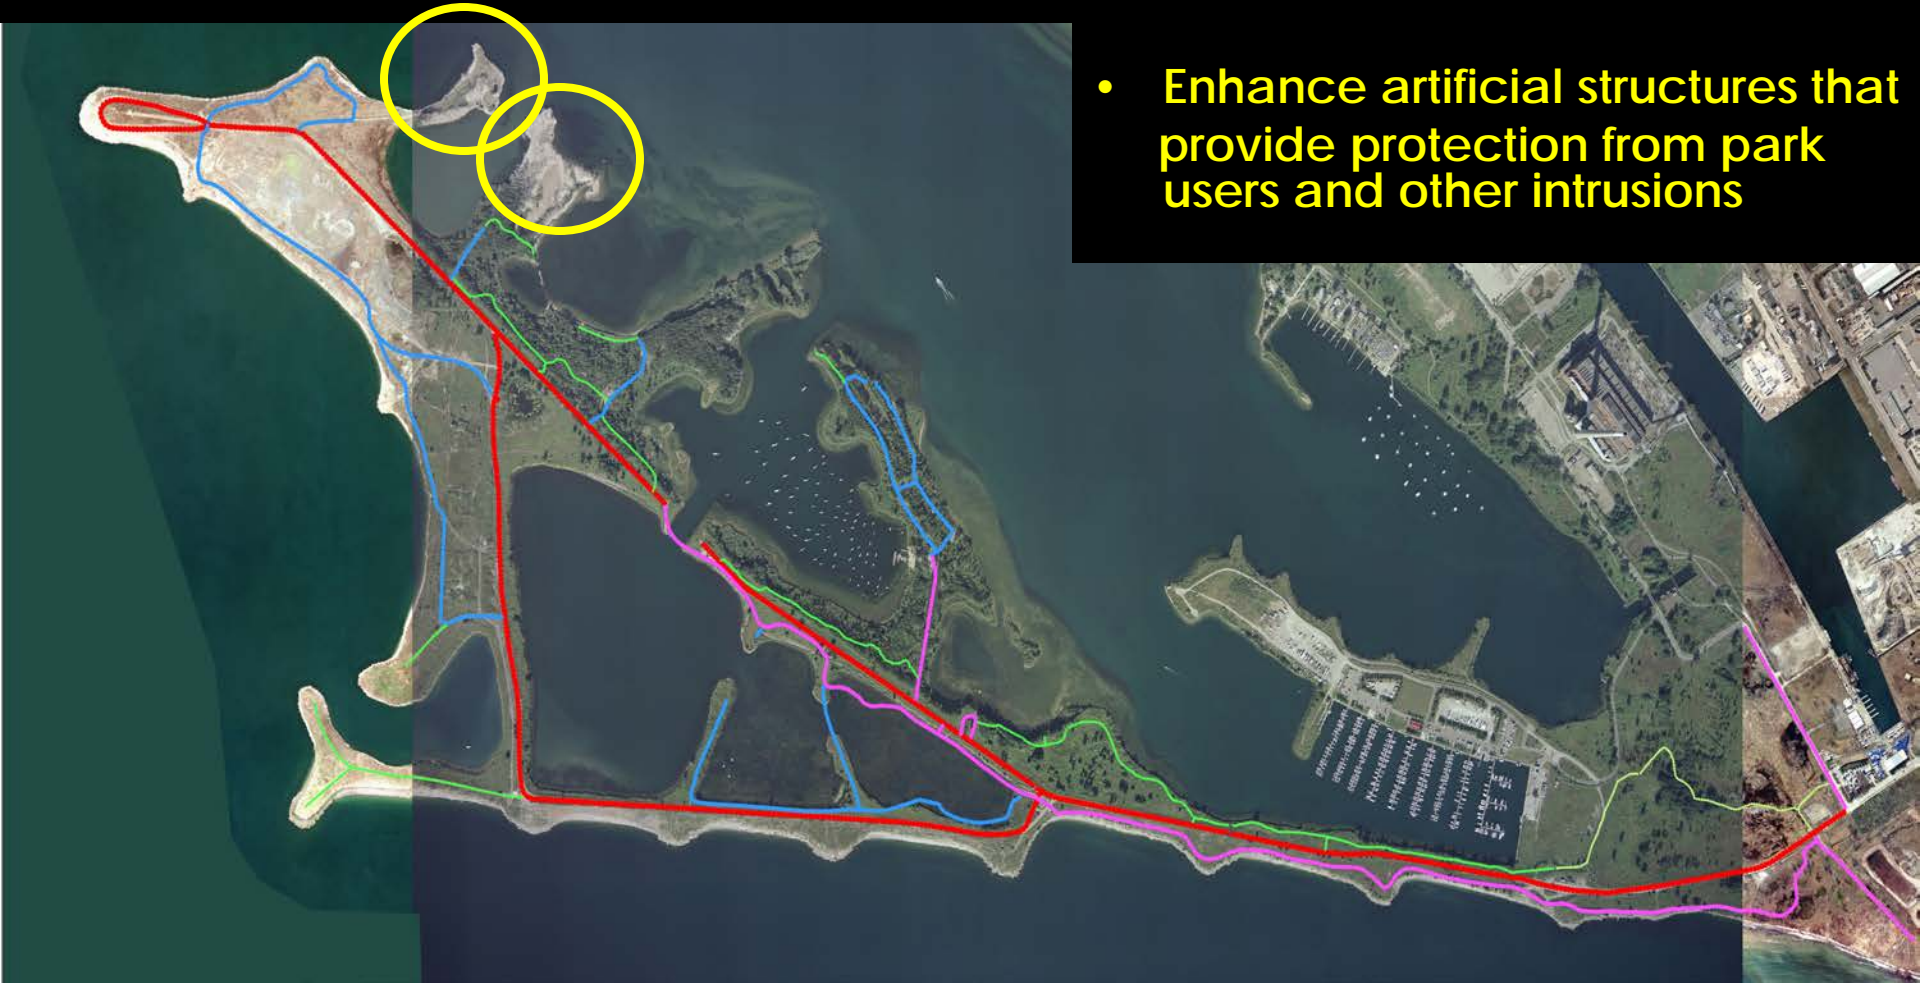 • Enhance artificial structures that
provide protection from park
users and other intrusions